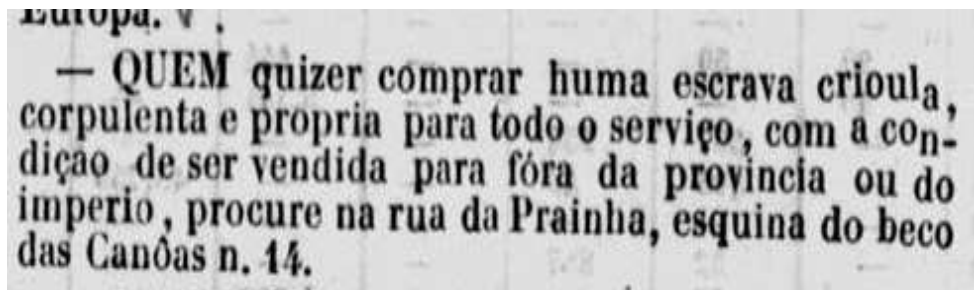 Europa.
— QUEM quizer comprar huma escrava crioula,
corpulenta e propria para todo o serviço, com a con-
dição de ser vendida para fóra da provincia ou do
imperio, procure na rua da Prainha, esquina do beco
das Canôas n. 14.